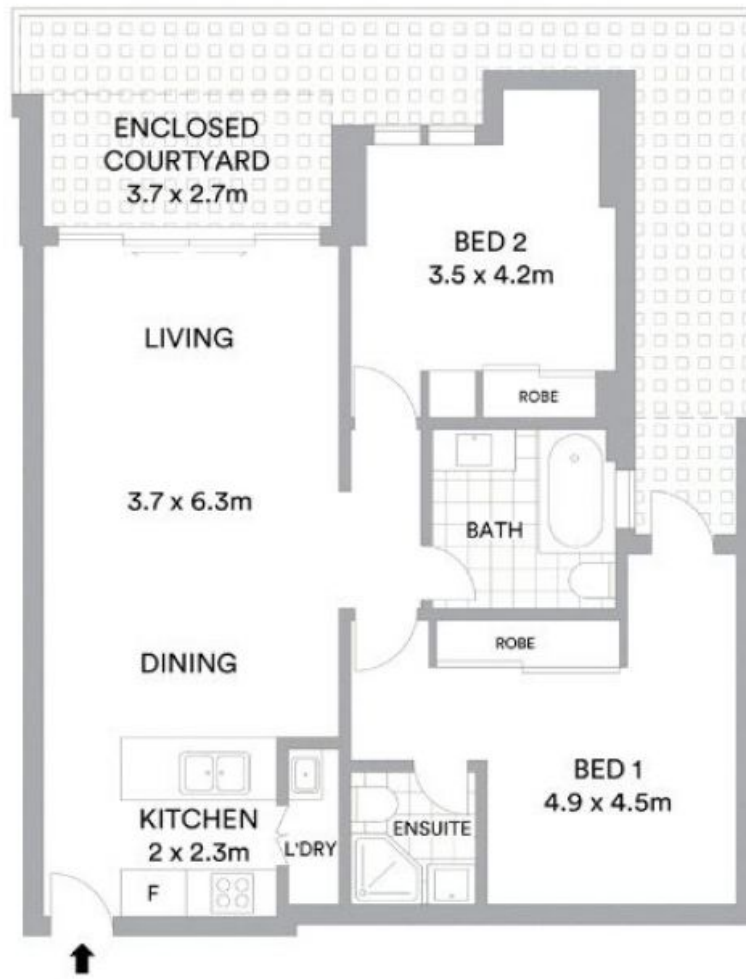 ENCLOSED
COURTYARD
3.7 x 2.7m
BED 2
3.5 x 4.2m
LIVING
ROBE
3.7 x 6.3m
BATH
ROBE
DINING
BED 1
4.9 x 4.5m
KITCHEN
2 x 2.3m
L'DRY
ENSUITE
F